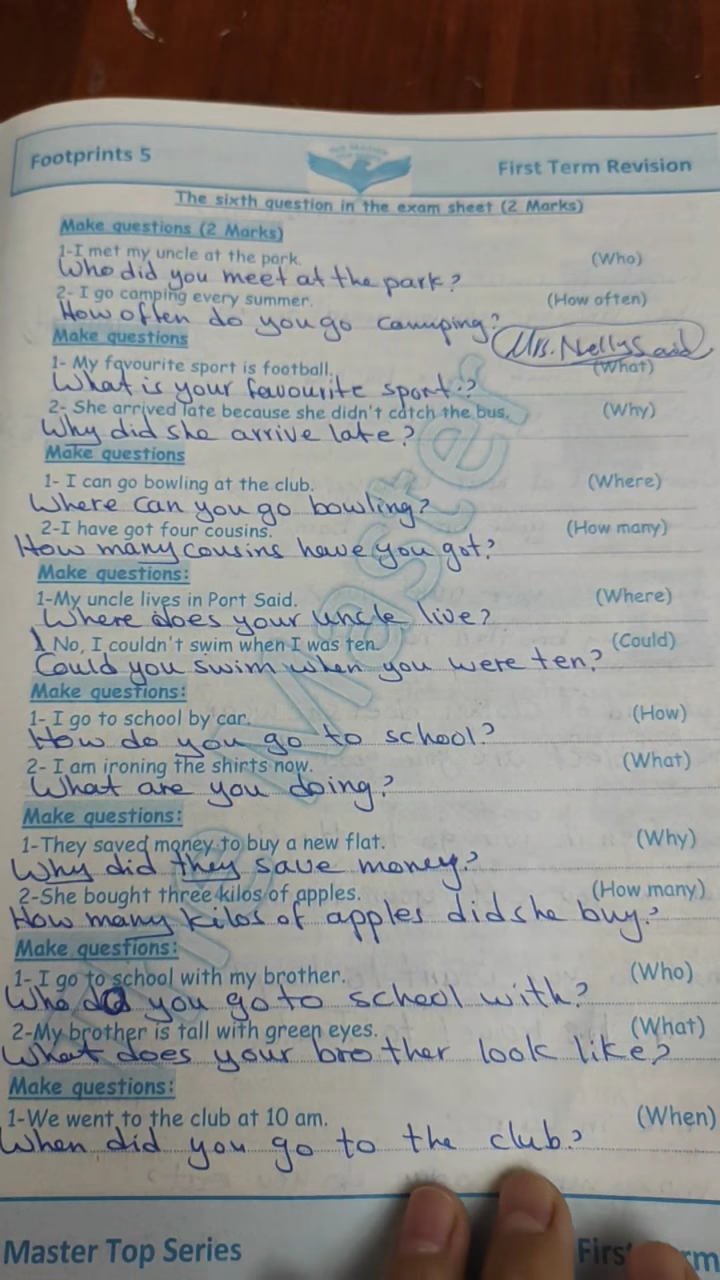 Footprints 5
First Term Revision
The sixth question in the exam sheet (2 Marks)
Make questions (2 Marks)
1-I met my uncle at the park. (Who)
Who did you meet at the park?
2- I go camping every summer. (How often)
How often do you go camping?
Make questions
Mrs. Nelly Said
1- My favourite sport is football. (What)
What is your favourite sport?
2- She arrived late because she didn't catch the bus. (Why)
Why did she arrive late?
Make questions
1- I can go bowling at the club. (Where)
Where can you go bowling?
2-I have got four cousins. (How many)
How many cousins have you got?
Make questions:
1-My uncle lives in Port Said. (Where)
Where does your uncle live?
No, I couldn't swim when I was ten. (Could)
Could you swim when you were ten?
Make questions:
1- I go to school by car. (How)
How do you go to school?
2- I am ironing the shirts now. (What)
What are you doing?
Make questions:
1-They saved money to buy a new flat. (Why)
Why did they save money?
2-She bought three kilos of apples. (How many)
How many kilos of apples did she buy?
Make questions:
1- I go to school with my brother. (Who)
Who do you go to school with?
2-My brother is tall with green eyes. (What)
What does your brother look like?
Make questions:
1-We went to the club at 10 am. (When)
When did you go to the club?
The Master
Master Top Series